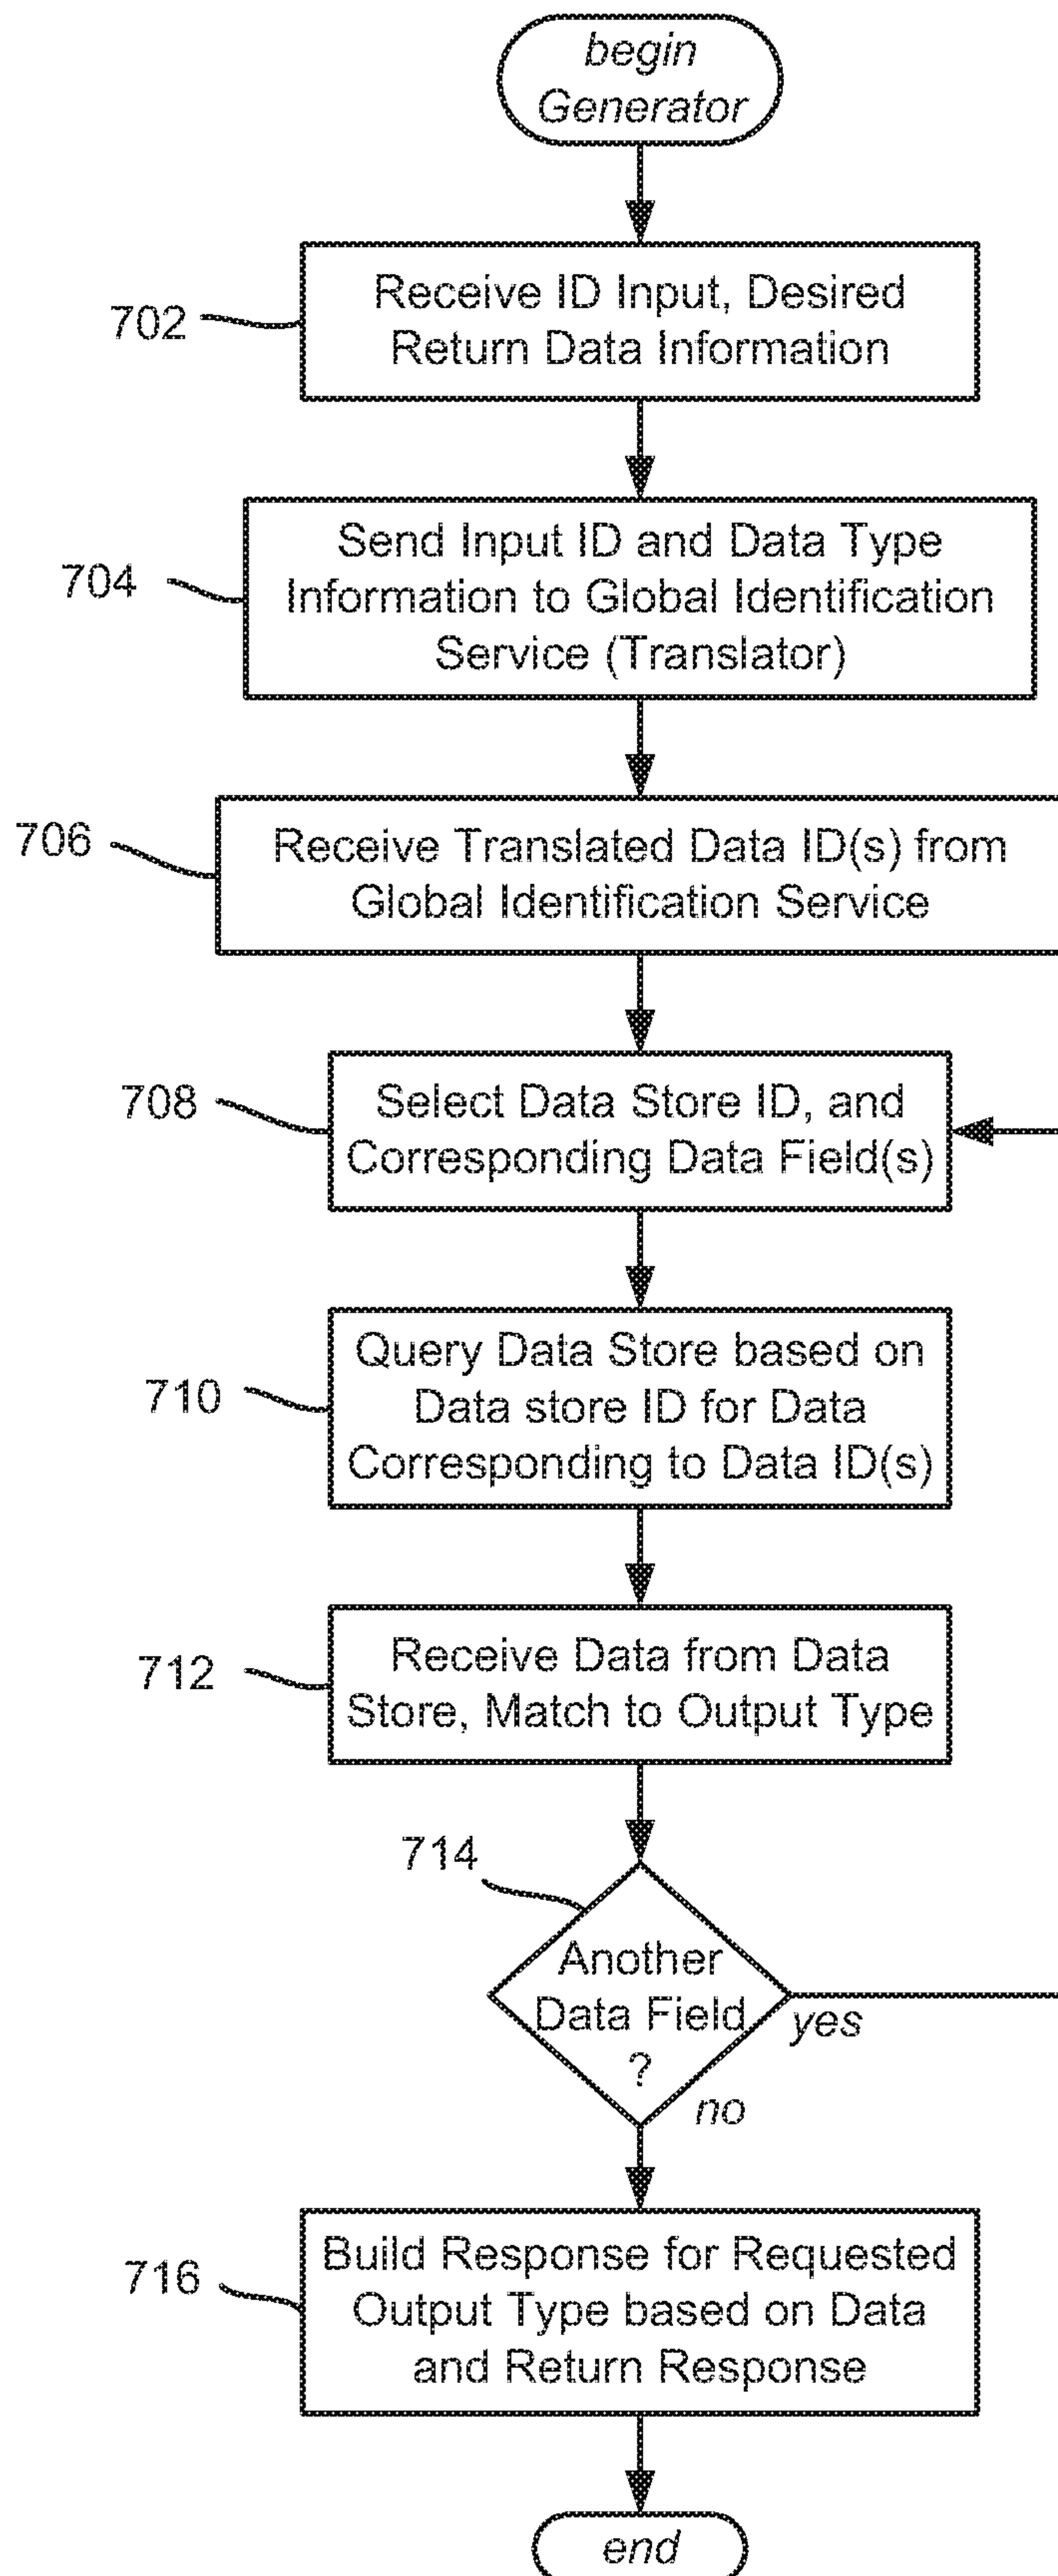 begin
Generator
702
Receive ID Input, Desired
Return Data Information
704
Send Input ID and Data Type
Information to Global Identification
Service (Translator)
706
Receive Translated Data ID(s) from
Global Identification Service
708
Select Data Store ID, and
Corresponding Data Field(s)
710
Query Data Store based on
Data store ID for Data
Corresponding to Data ID(s)
712
Receive Data from Data
Store, Match to Output Type
714
Another
Data Field
?
yes
no
716
Build Response for Requested
Output Type based on Data
and Return Response
end